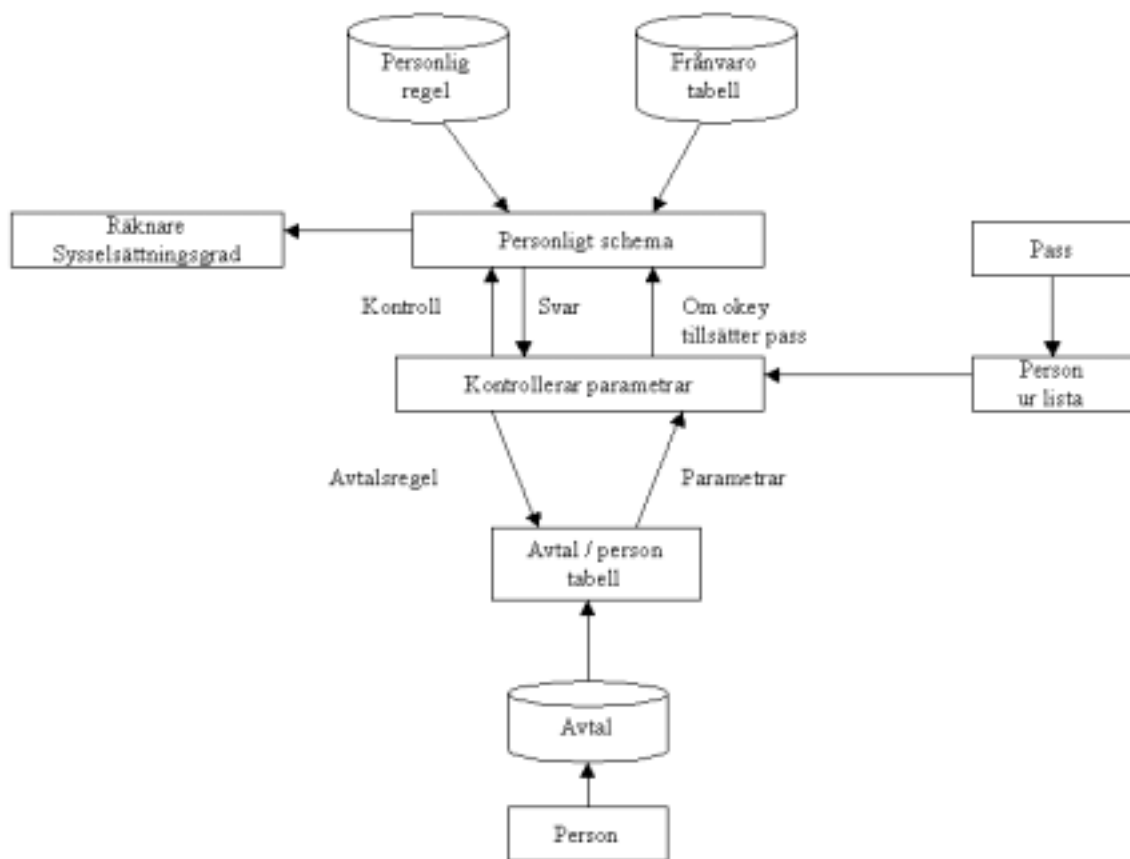 Personlig
regel
Frånvaro
tabell
Räknare
Sysselsättningsgrad
Personligt schema
Pass
Kontroll
Svar
Om okey
tillsätter pass
Kontrollerar parametrar
Person
ur lista
Avtalsregel
Parametrar
Avtal / person
tabell
Avtal
Person